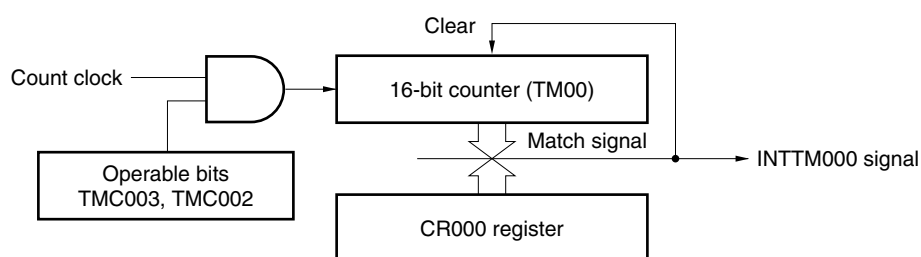 Clear
Count clock
16-bit counter (TM00)
Match signal
INTTM000 signal
Operable bits
TMC003, TMC002
CR000 register